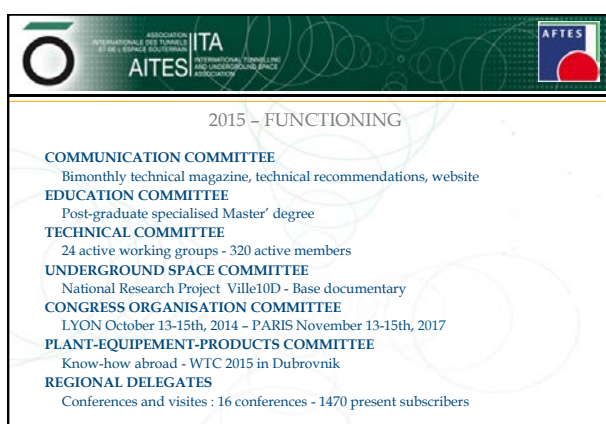 ASSOCIATION
INTERNATIONALE DES TUNNELS
ET DE L'ESPACE SOUTERRAIN
ITA
AITES
INTERNATIONAL TUNNELLING
AND UNDERGROUND SPACE
ASSOCIATION
AFTES
2015 – FUNCTIONING
COMMUNICATION COMMITTEE
Bimonthly technical magazine, technical recommendations, website
EDUCATION COMMITTEE
Post-graduate specialised Master' degree
TECHNICAL COMMITTEE
24 active working groups - 320 active members
UNDERGROUND SPACE COMMITTEE
National Research Project Ville10D - Base documentary
CONGRESS ORGANISATION COMMITTEE
LYON October 13-15th, 2014 – PARIS November 13-15th, 2017
PLANT-EQUIPEMENT-PRODUCTS COMMITTEE
Know-how abroad - WTC 2015 in Dubrovnik
REGIONAL DELEGATES
Conferences and visites : 16 conferences - 1470 present subscribers